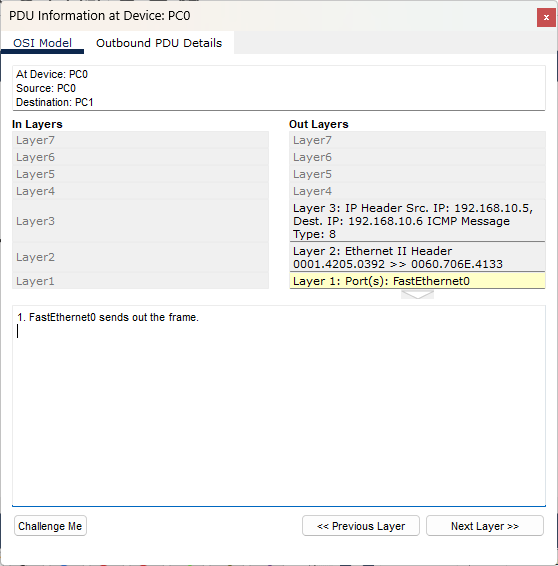 PDU Information at Device: PC0
x
OSI Model
Outbound PDU Details
At Device: PC0
Source: PC0
Destination: PC1
In Layers
Layer7
Layer6
Layer5
Layer4
Layer3
Layer2
Layer1
Out Layers
Layer7
Layer6
Layer5
Layer4
Layer 3: IP Header Src. IP: 192.168.10.5,
Dest. IP: 192.168.10.6 ICMP Message
Type: 8
Layer 2: Ethernet II Header
0001.4205.0392 >> 0060.706E.4133
Layer 1: Port(s): FastEthernet0
1. FastEthernet0 sends out the frame.
Challenge Me
<< Previous Layer
Next Layer >>